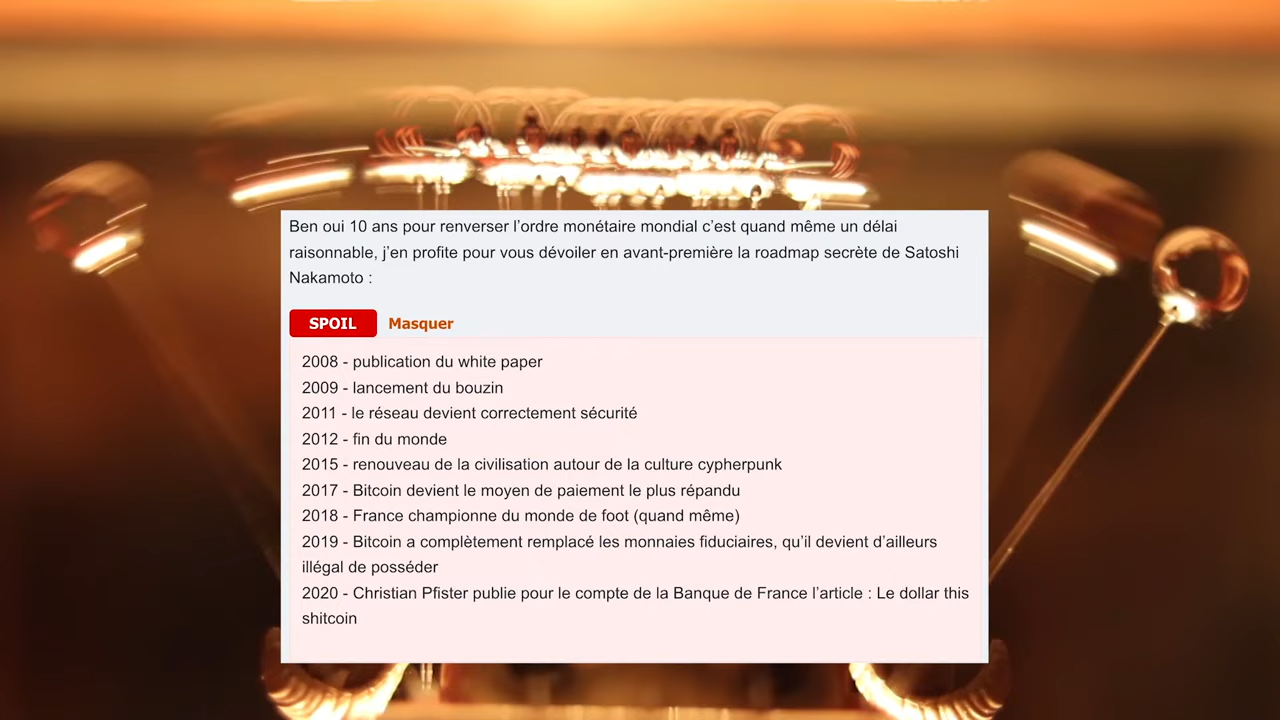 Ben oui 10 ans pour renverser l’ordre monétaire mondial c’est quand même un délai
raisonnable, j’en profite pour vous dévoiler en avant-première la roadmap secrète de Satoshi
Nakamoto :
SPOIL Masquer
2008 - publication du white paper
2009 - lancement du bouzin
2011 - le réseau devient correctement sécurité
2012 - fin du monde
2015 - renouveau de la civilisation autour de la culture cypherpunk
2017 - Bitcoin devient le moyen de paiement le plus répandu
2018 - France championne du monde de foot (quand même)
2019 - Bitcoin a complètement remplacé les monnaies fiduciaires, qu’il devient d’ailleurs
illégal de posséder
2020 - Christian Pfister publie pour le compte de la Banque de France l’article : Le dollar this
shitcoin